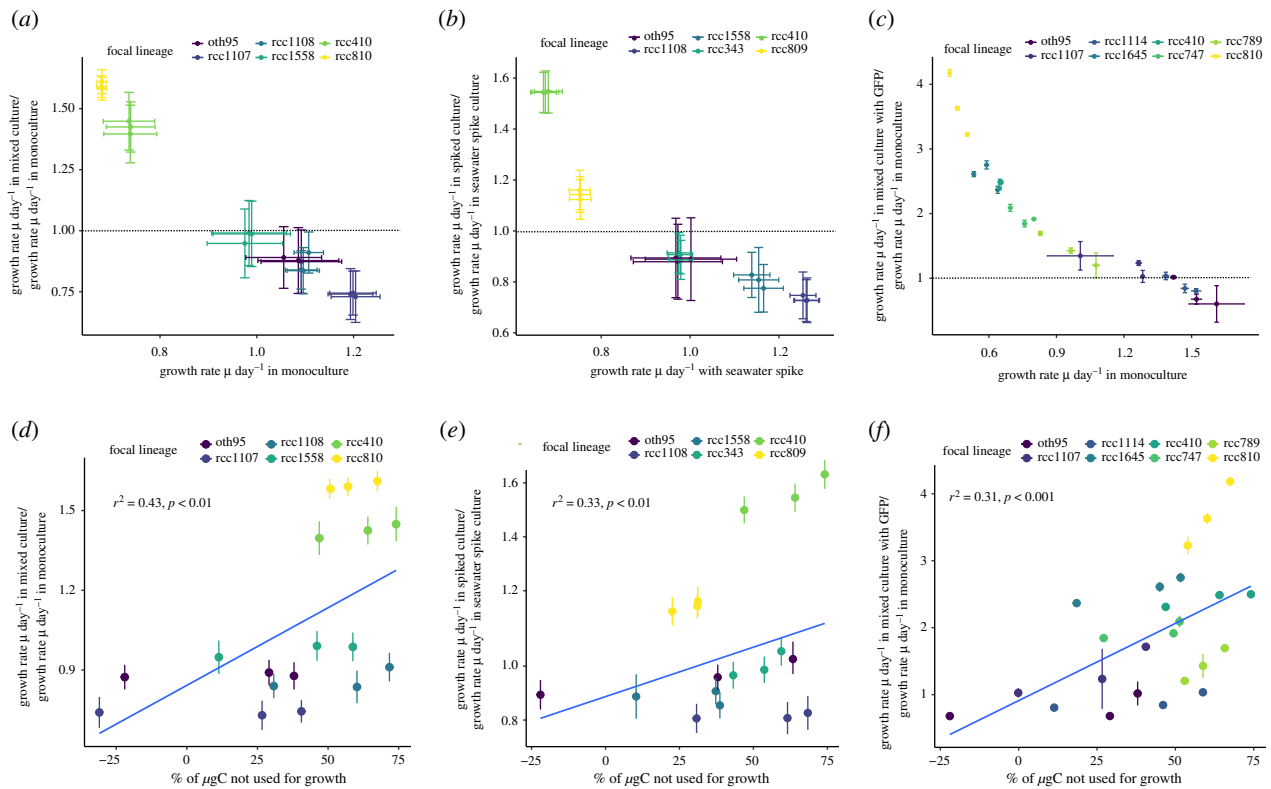 (a)
focal lineage
oth95 rcc1108 rcc410
rcc1107 rcc1558 rcc810
growth rate μ day⁻¹ in mixed culture/
growth rate μ day⁻¹ in monoculture
1.50
1.25
1.00
0.75
0.8 1.0 1.2
growth rate μ day⁻¹ in monoculture
(b)
focal lineage
oth95 rcc1558 rcc410
rcc1108 rcc343 rcc809
growth rate μ day⁻¹ in spiked culture/
growth rate μ day⁻¹ in seawater spike culture
1.6
1.4
1.2
1.0
0.8
0.6
0.8 1.0 1.2
growth rate μ day⁻¹ with seawater spike
(c)
focal lineage
oth95 rcc1114 rcc410 rcc789
rcc1107 rcc1645 rcc747 rcc810
growth rate μ day⁻¹ in mixed culture with GFP/
growth rate μ day⁻¹ in monoculture
4
3
2
1
0.6 0.9 1.2 1.5
growth rate μ day⁻¹ in monoculture
(d)
focal lineage
oth95 rcc1108 rcc410
rcc1107 rcc1558 rcc810
r² = 0.43, p < 0.01
growth rate μ day⁻¹ in mixed culture/
growth rate μ day⁻¹ in monoculture
1.5
1.2
0.9
−25 0 25 50 75
% of μgC not used for growth
(e)
focal lineage
oth95 rcc1558 rcc410
rcc1108 rcc343 rcc809
r² = 0.33, p < 0.01
growth rate μ day⁻¹ in spiked culture/
growth rate μ day⁻¹ in seawater spike culture
1.6
1.4
1.2
1.0
0.8
−25 0 25 50 75
% of μgC not used for growth
(f)
focal lineage
oth95 rcc1114 rcc410 rcc789
rcc1107 rcc1645 rcc747 rcc810
r² = 0.31, p < 0.001
growth rate μ day⁻¹ in mixed culture with GFP/
growth rate μ day⁻¹ in monoculture
4
3
2
1
−25 0 25 50 75
% of μgC not used for growth